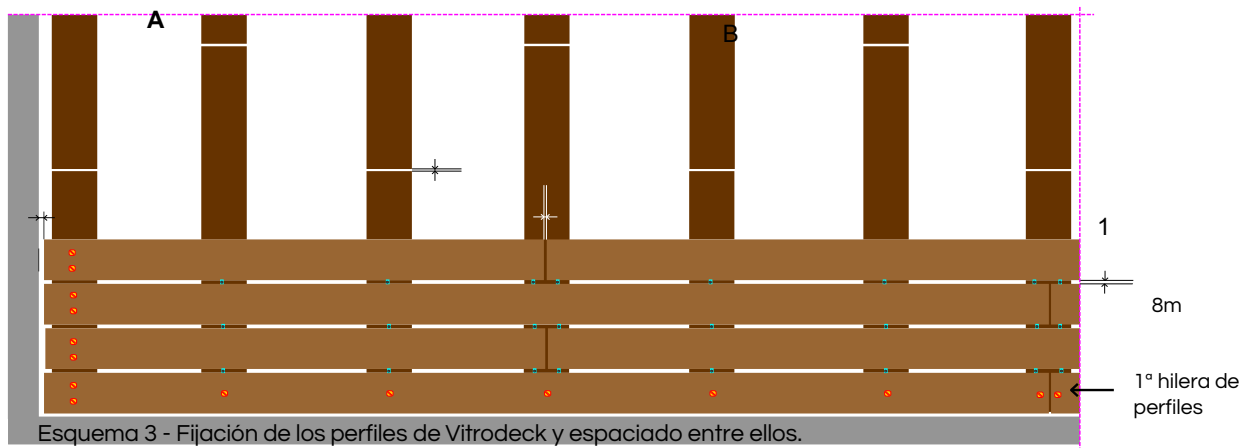 A
B
1
8m
1ª hilera de
perfiles
Esquema 3 - Fijación de los perfiles de Vitrodeck y espaciado entre ellos.